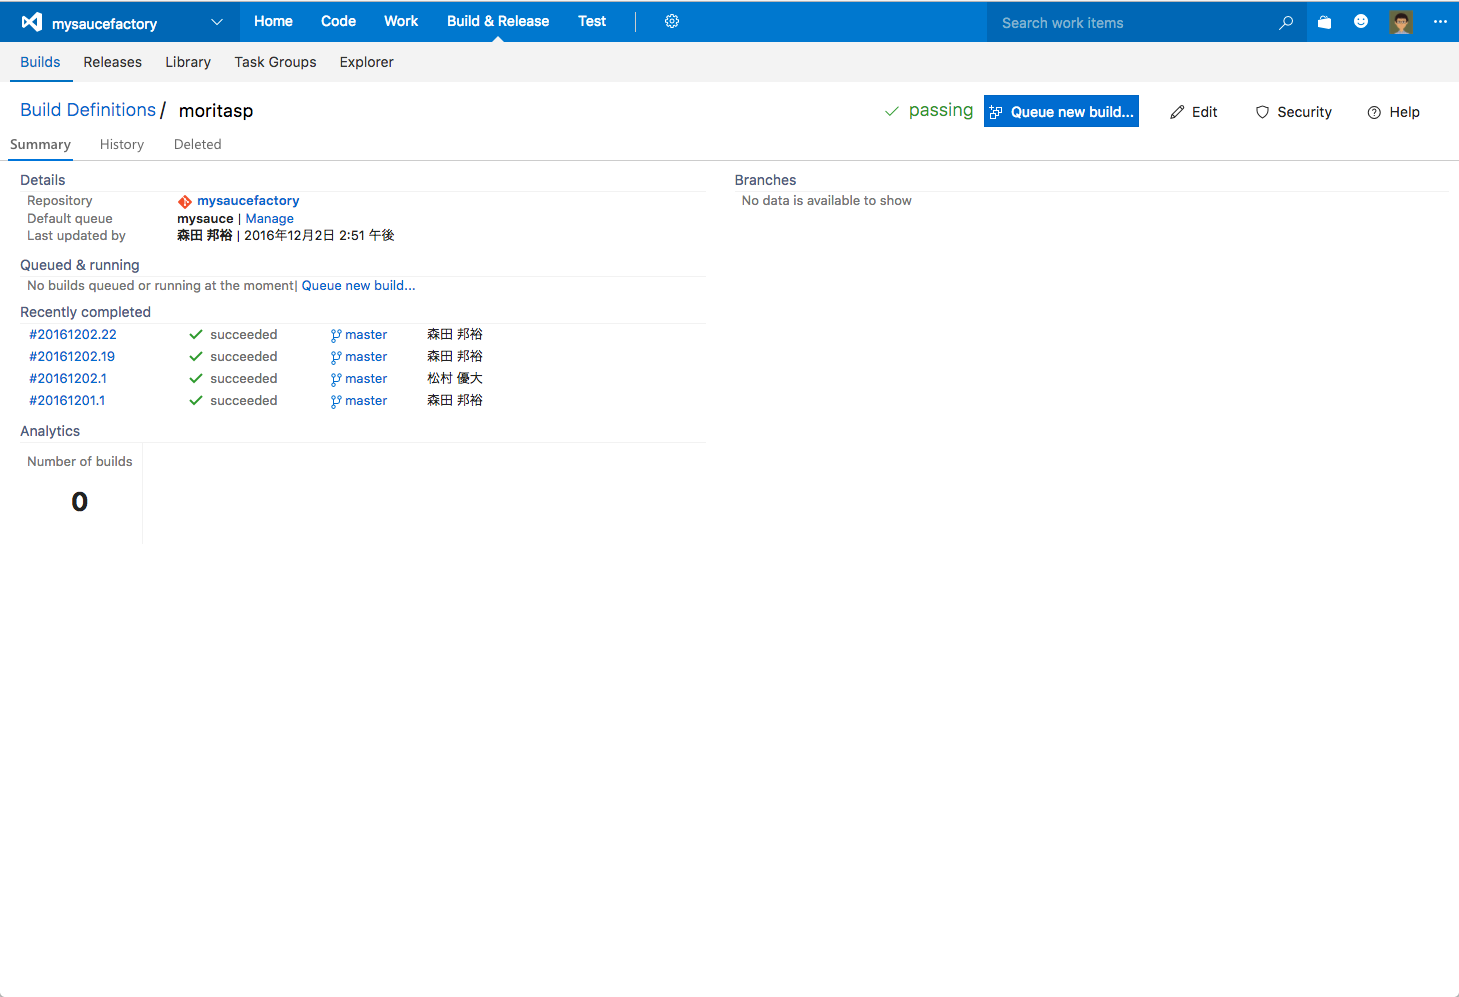 mysaucefactory Home Code Work Build & Release Test Search work items
Builds Releases Library Task Groups Explorer
Build Definitions / moritasp passing Queue new build... Edit Security Help
Summary History Deleted
Details
Repository mysaucefactory
Default queue mysauce | Manage
Last updated by 森田 邦裕 | 2016年12月2日 2:51 午後
Queued & running
No builds queued or running at the moment| Queue new build...
Recently completed
#20161202.22 succeeded master 森田 邦裕
#20161202.19 succeeded master 森田 邦裕
#20161202.1 succeeded master 松村 優大
#20161201.1 succeeded master 森田 邦裕
Analytics
Number of builds
0
Branches
No data is available to show